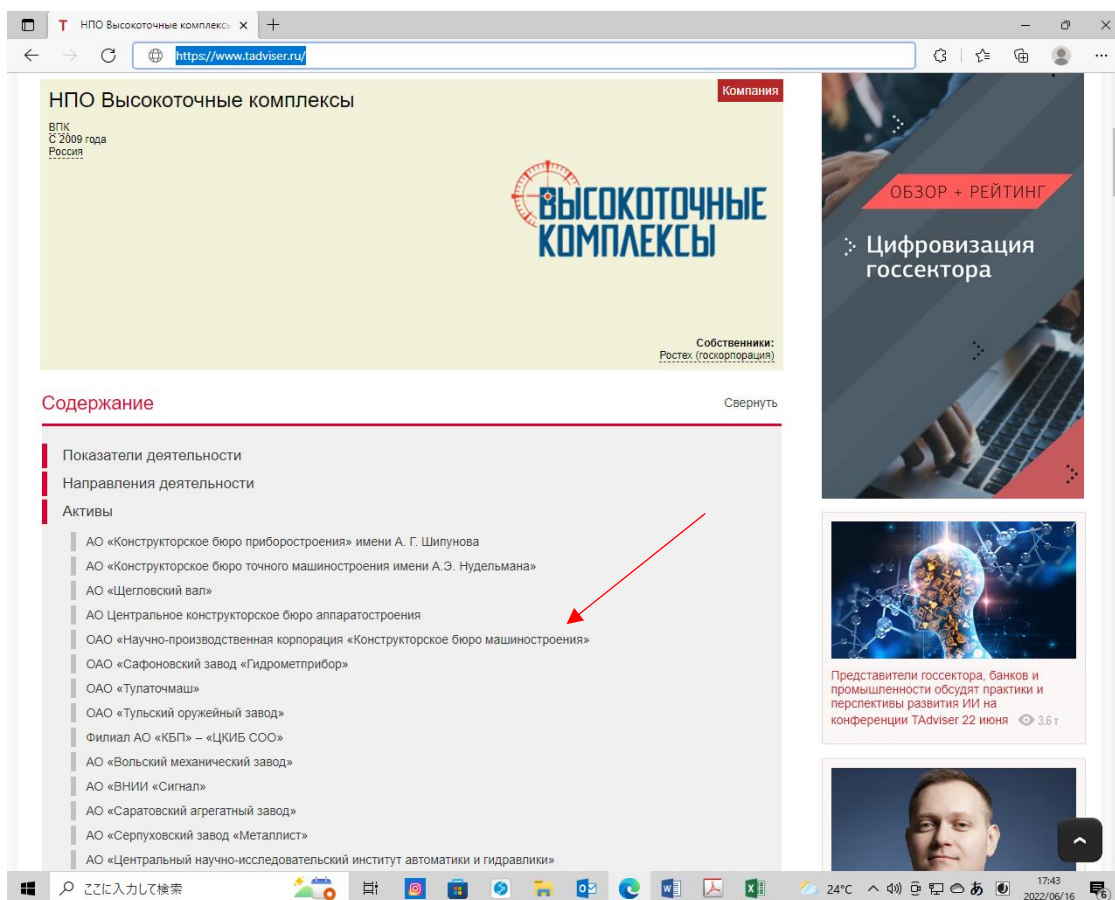 НПО Высокоточные комплекс
https://www.tadviser.ru/
НПО Высокоточные комплексы
Компания
ВПК
С 2009 года
Россия
ВЫСОКОТОЧНЫЕ
КОМПЛЕКСЫ
Собственники:
Ростех (госкорпорация)
Содержание
Свернуть
Показатели деятельности
Направления деятельности
Активы
АО «Конструкторское бюро приборостроения» имени А. Г. Шипунова
АО «Конструкторское бюро точного машиностроения имени А.Э. Нудельмана»
АО «Щегловский вал»
АО Центральное конструкторское бюро аппаратостроения
ОАО «Научно-производственная корпорация «Конструкторское бюро машиностроения»
ОАО «Сафоновский завод «Гидрометприбор»
ОАО «Тулаточмаш»
ОАО «Тульский оружейный завод»
Филиал АО «КБП» – «ЦКИБ СОО»
АО «Вольский механический завод»
АО «ВНИИ «Сигнал»
АО «Саратовский агрегатный завод»
АО «Серпуховский завод «Металлист»
АО «Центральный научно-исследовательский институт автоматики и гидравлики»
ОБЗОР + РЕЙТИНГ
Цифровизация
госсектора
Представители госсектора, банков и
промышленности обсудят практики и
перспективы развития ИИ на
конференции TAdviser 22 июня 3.6 т
ここに入力して検索
24°C
あ
17:43
2022/06/16
6